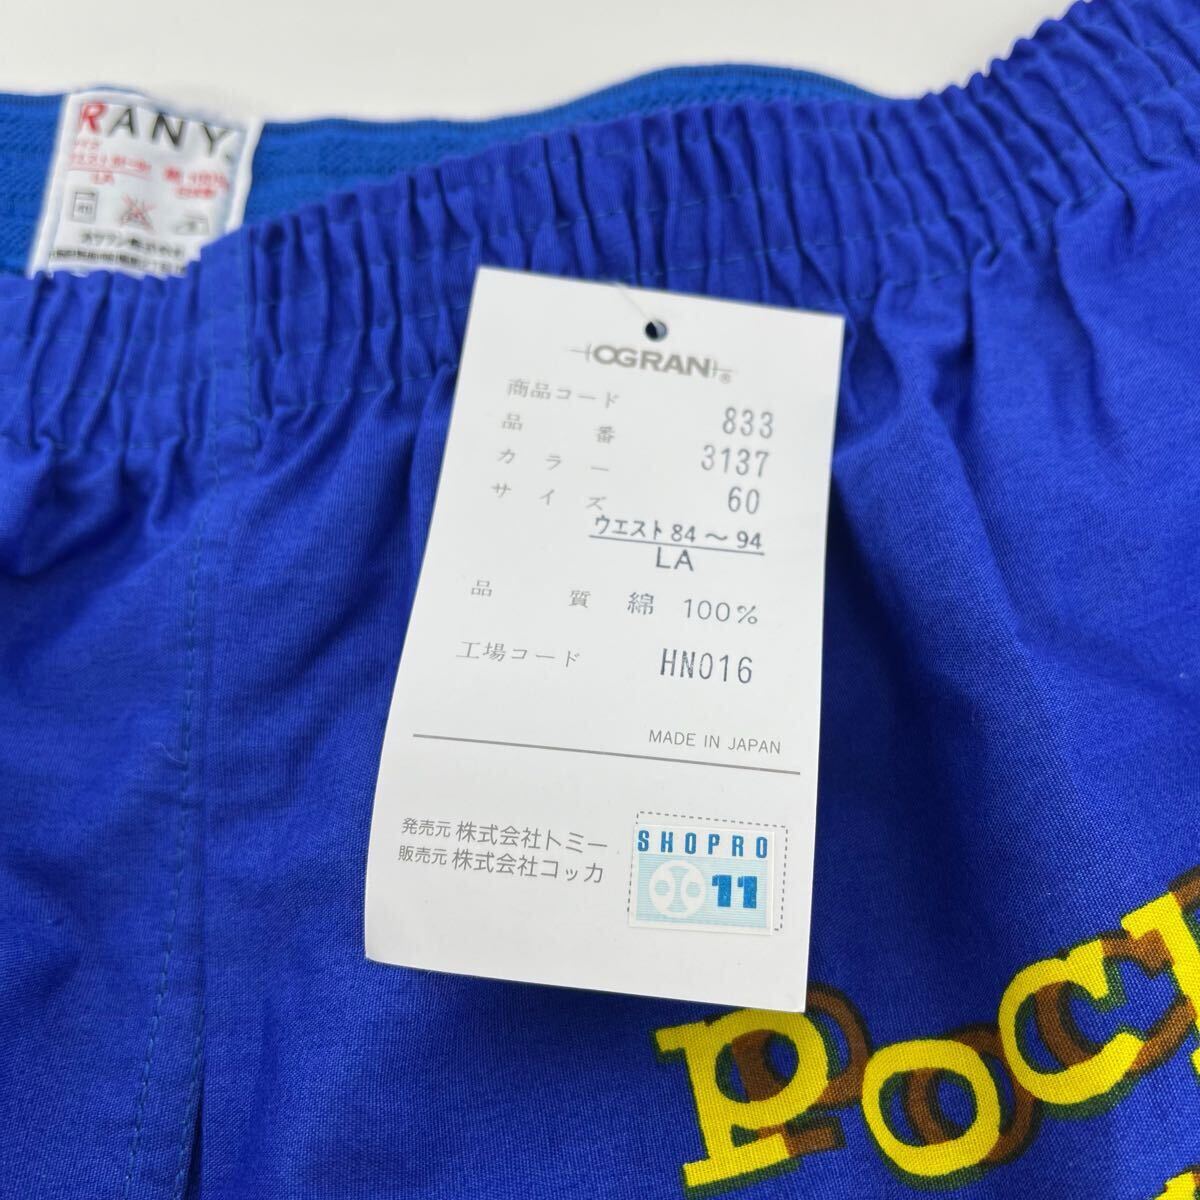 RANY
LA
OGRAN®
商品コード 833
品番 3137
カラー 60
サイズ ウエスト84〜94
LA
品質 綿 100%
工場コード HN016
MADE IN JAPAN
発売元 株式会社トミー
販売元 株式会社コッカ
SHOPRO
11
Poc